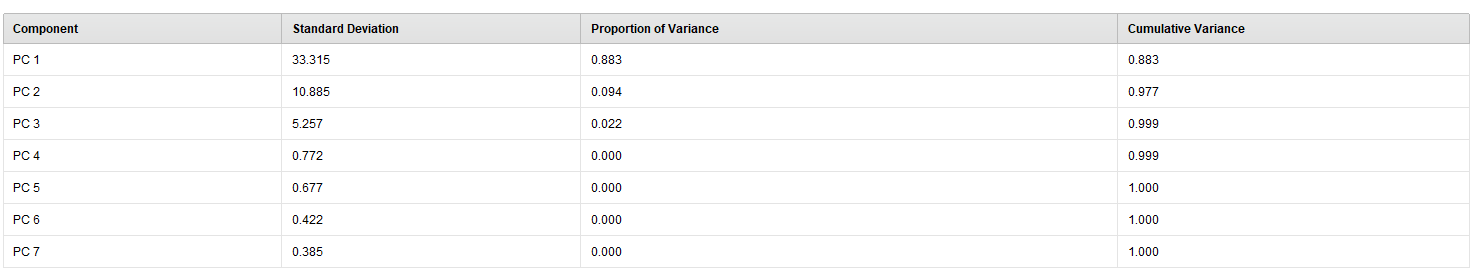 Component Standard Deviation Proportion of Variance Cumulative Variance
PC 1 33.315 0.883 0.883
PC 2 10.885 0.094 0.977
PC 3 5.257 0.022 0.999
PC 4 0.772 0.000 0.999
PC 5 0.677 0.000 1.000
PC 6 0.422 0.000 1.000
PC 7 0.385 0.000 1.000